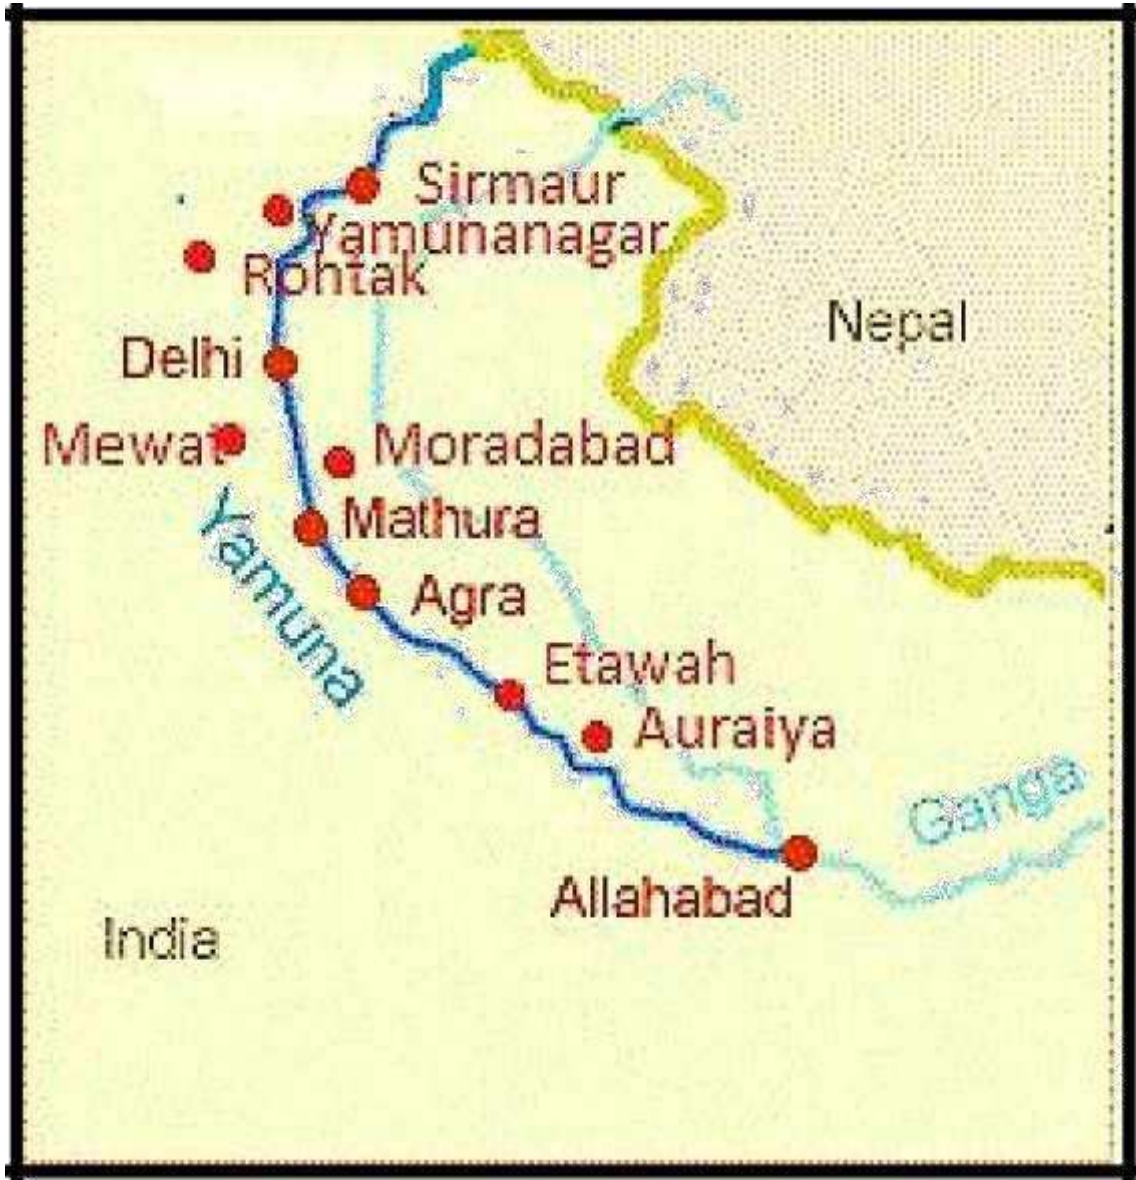 Sirmaur
Yamunanagar
Rohtak
Nepal
Delhi
Mewat
Moradabad
Yamuna
Mathura
Agra
Etawah
Auraiya
Ganga
Allahabad
India